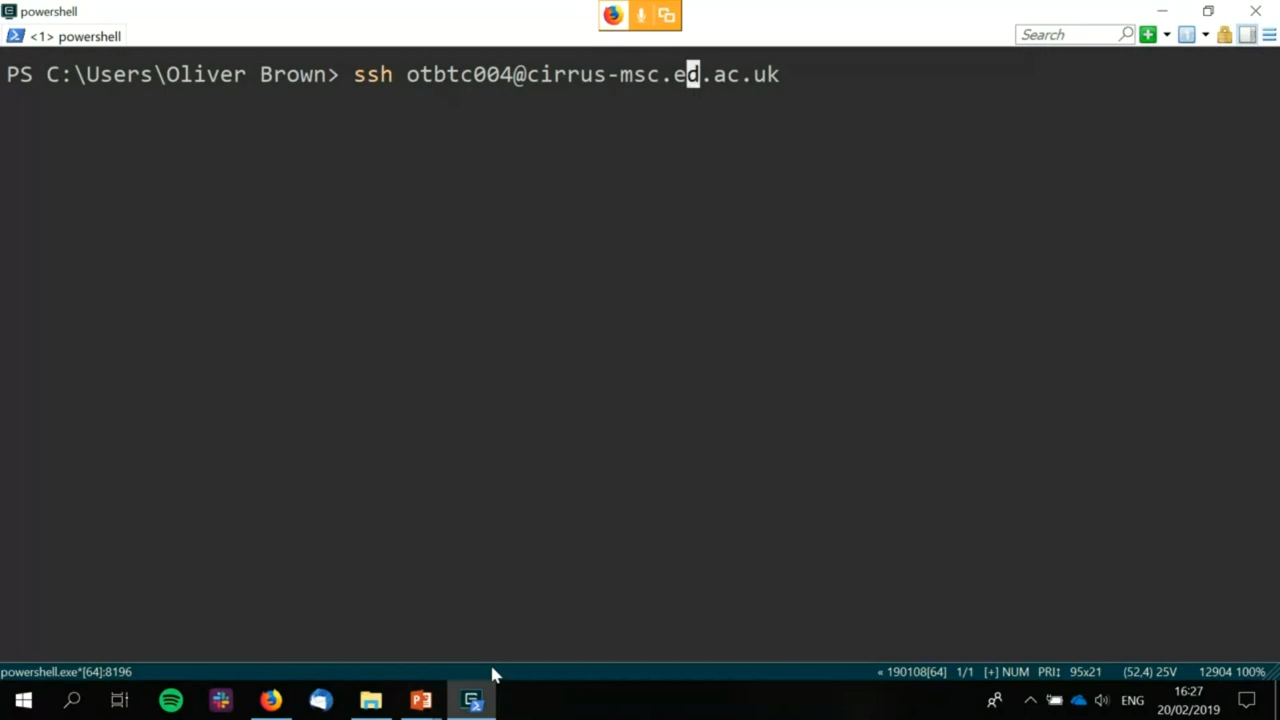 powershell
<1> powershell
Search
PS C:\Users\Oliver Brown> ssh otbtc004@cirrus-msc.ed.ac.uk
powershell.exe*[64]:8196
« 190108[64] 1/1 [+] NUM PRI↕ 95x21 (52,4) 25V 12904 100%
ENG
16:27
20/02/2019